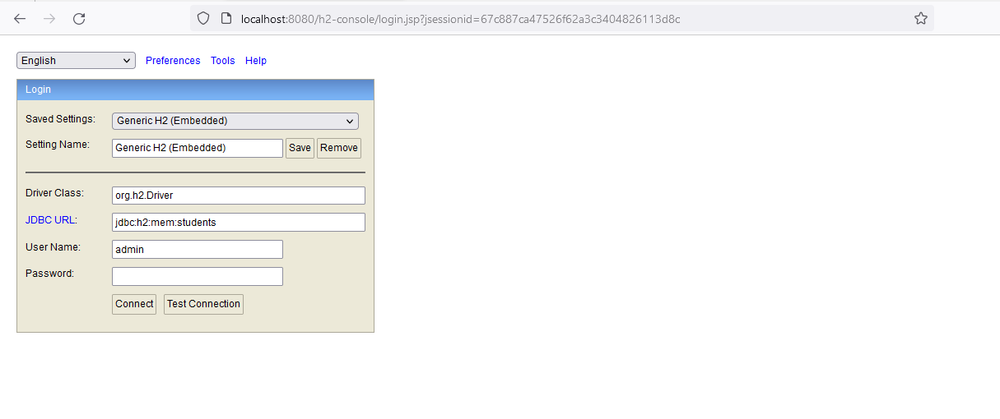 localhost:8080/h2-console/login.jsp?jsessionid=67c887ca47526f62a3c3404826113d8c
English Preferences Tools Help
Login
Saved Settings: Generic H2 (Embedded)
Setting Name: Generic H2 (Embedded) Save Remove
Driver Class: org.h2.Driver
JDBC URL: jdbc:h2:mem:students
User Name: admin
Password:
Connect Test Connection